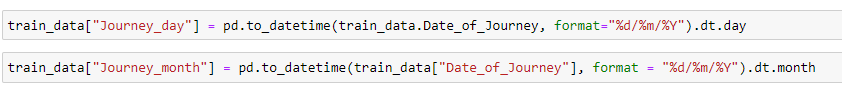 train_data["Journey_day"] = pd.to_datetime(train_data.Date_of_Journey, format="%d/%m/%Y").dt.day
train_data["Journey_month"] = pd.to_datetime(train_data["Date_of_Journey"], format = "%d/%m/%Y").dt.month